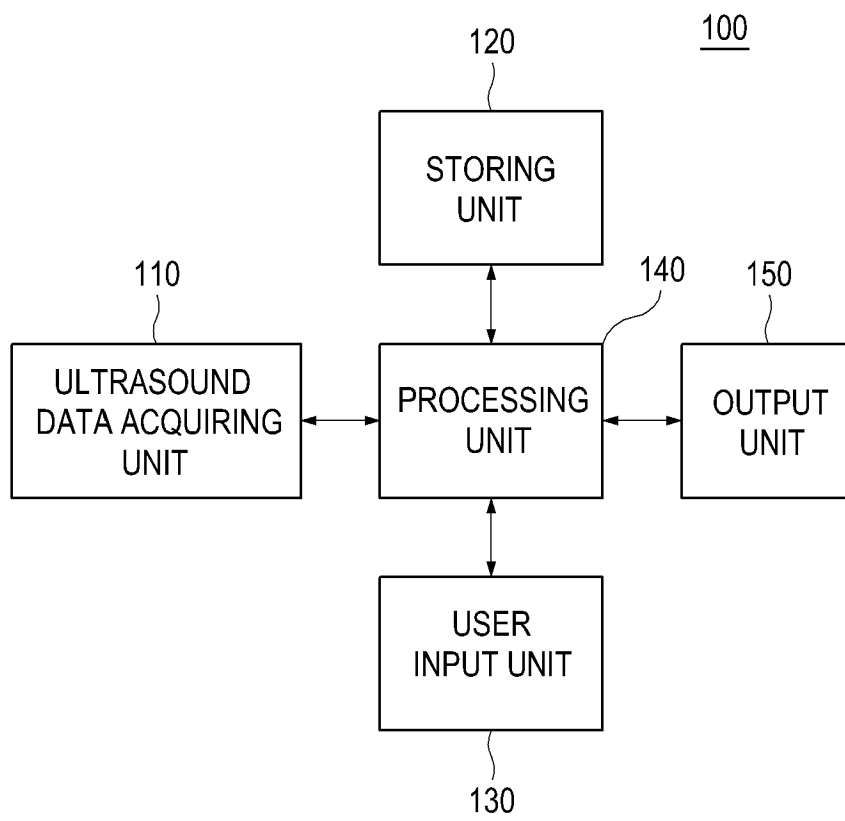 100
120
STORING
UNIT
110
140
150
ULTRASOUND
DATA ACQUIRING
UNIT
PROCESSING
UNIT
OUTPUT
UNIT
USER
INPUT UNIT
130